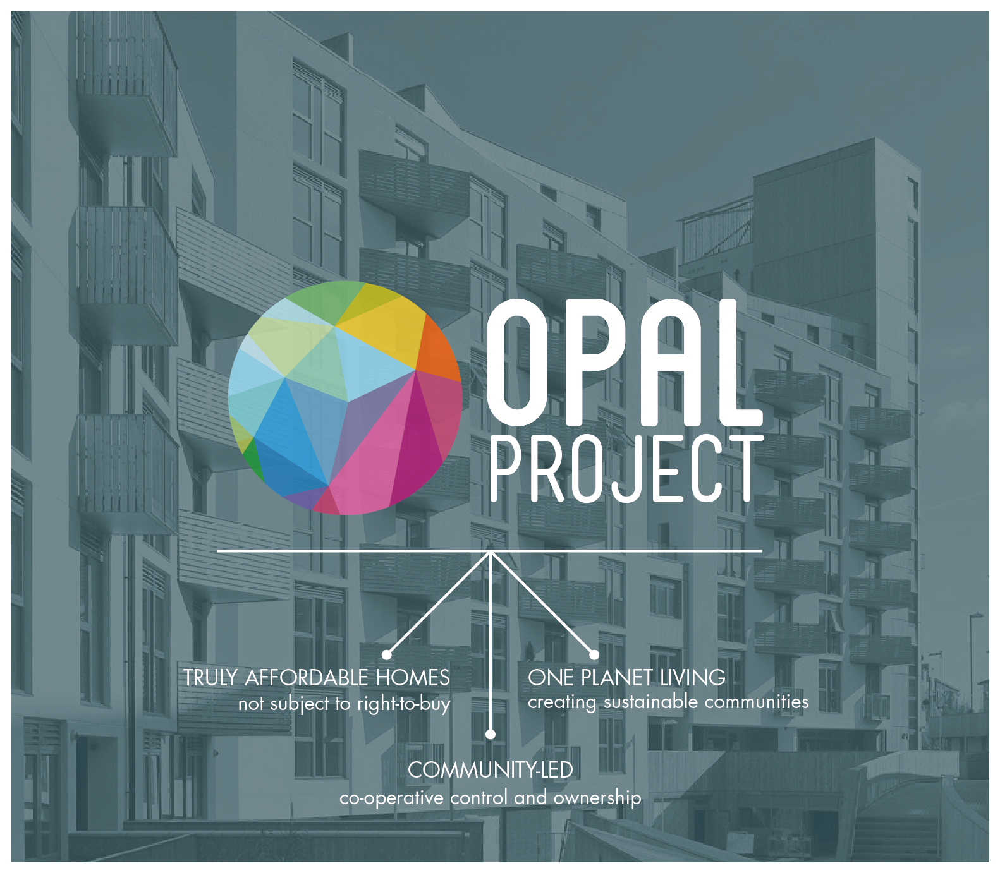 OPAL
PROJECT
TRULY AFFORDABLE HOMES
not subject to right-to-buy
ONE PLANET LIVING
creating sustainable communities
COMMUNITY-LED
co-operative control and ownership